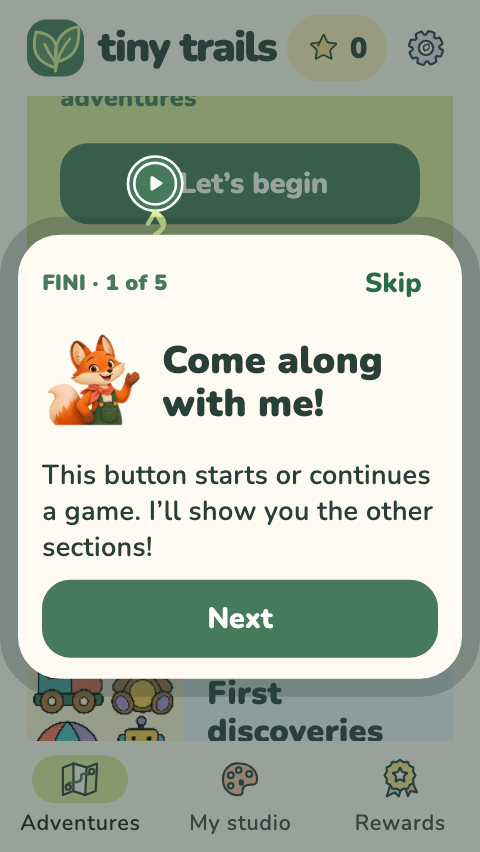 tiny trails
0
adventures
Let's begin
FINI · 1 of 5
Skip
Come along
with me!
This button starts or continues
a game. I'll show you the other
sections!
Next
First
discoveries
Adventures
My studio
Rewards